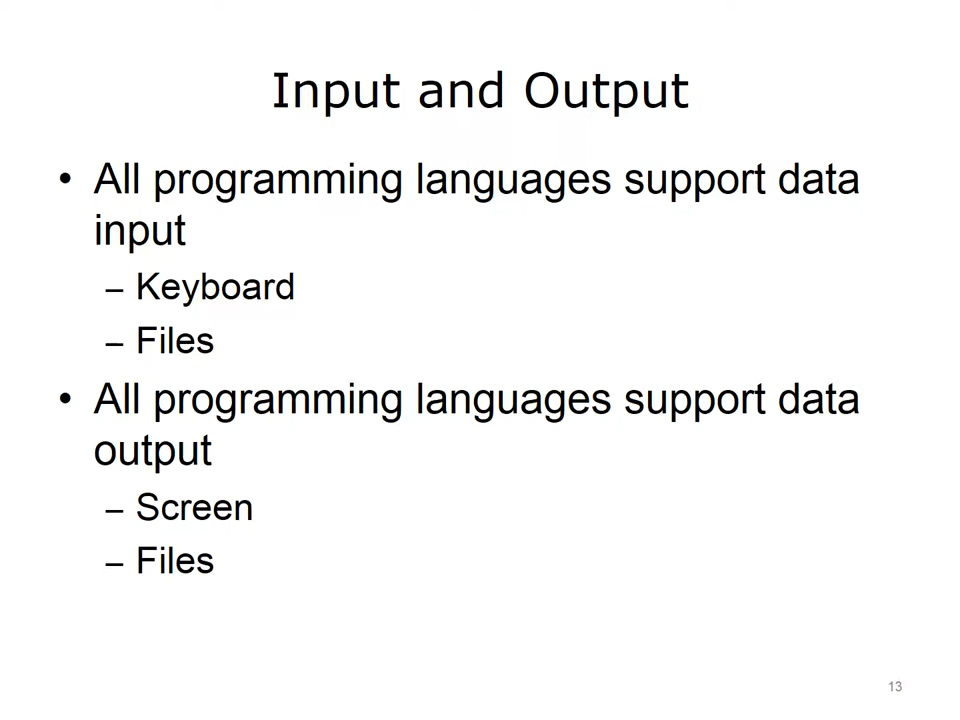 Input and Output
• All programming languages support data
input
– Keyboard
– Files
• All programming languages support data
output
– Screen
– Files
13